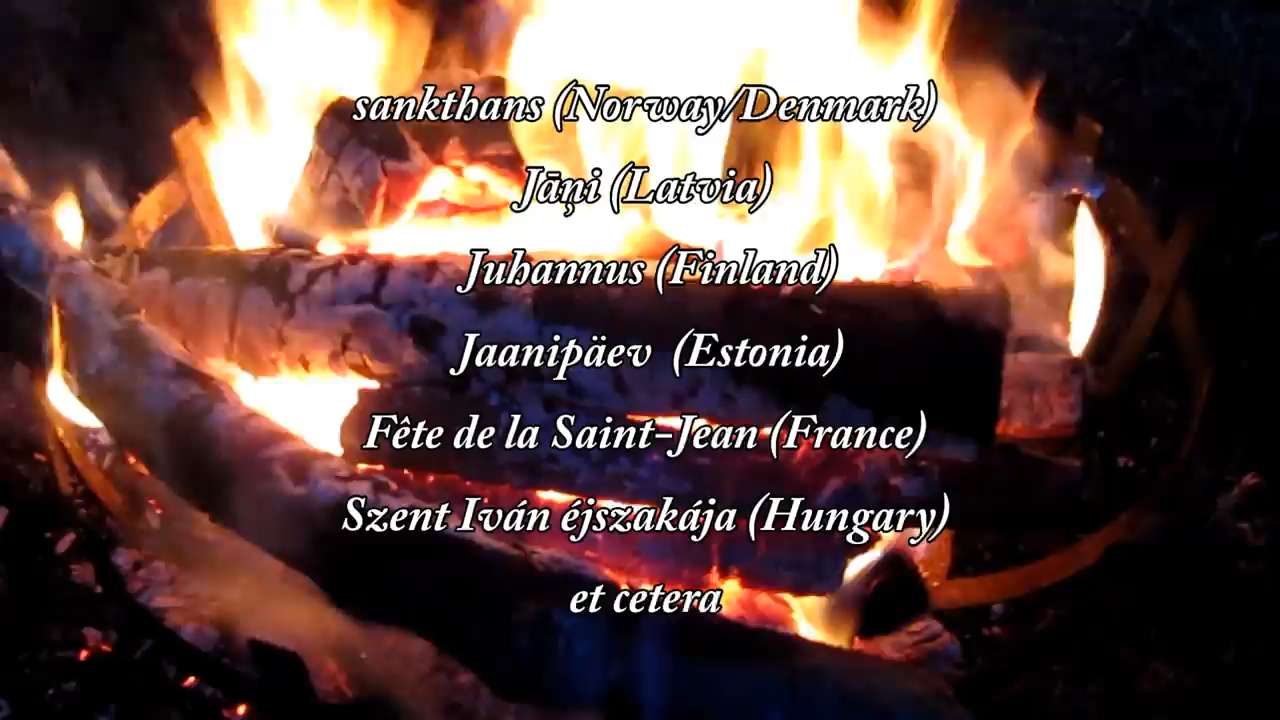 sankthans (Norway/Denmark)
Jāņi (Latvia)
Juhannus (Finland)
Jaanipäev (Estonia)
Fête de la Saint-Jean (France)
Szent Iván éjszakája (Hungary)
et cetera